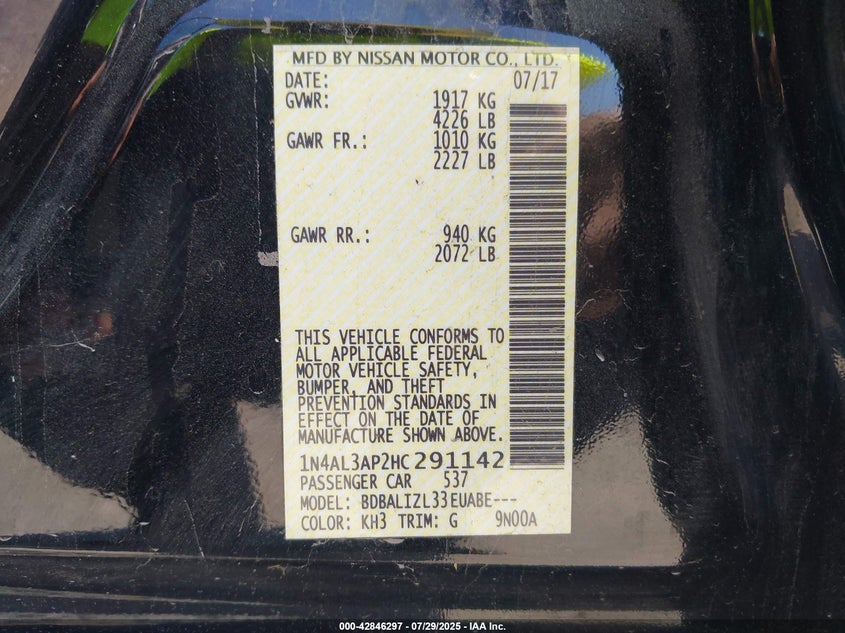 MFD BY NISSAN MOTOR CO., LTD.
DATE: 07/17
GVWR: 1917 KG
4226 LB
GAWR FR.: 1010 KG
2227 LB
GAWR RR.: 940 KG
2072 LB
THIS VEHICLE CONFORMS TO
ALL APPLICABLE FEDERAL
MOTOR VEHICLE SAFETY,
BUMPER, AND THEFT
PREVENTION STANDARDS IN
EFFECT ON THE DATE OF
MANUFACTURE SHOWN ABOVE.
1N4AL3AP2HC291142
PASSENGER CAR 537
MODEL: BDBALIZL33EUABE---
COLOR: KH3 TRIM: G 9N00A
000-42846297 - 07/29/2025 - IAA Inc.